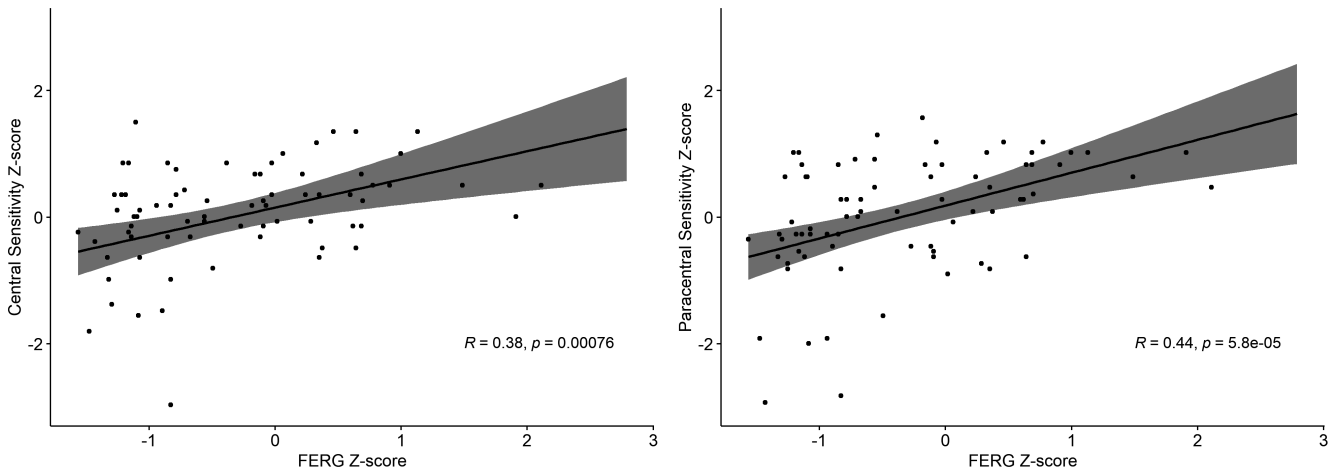 Central Sensitivity Z-score
2
0
-2
R = 0.38, p = 0.00076
-1
0
1
2
3
FERG Z-score
Paracentral Sensitivity Z-score
2
0
-2
R = 0.44, p = 5.8e-05
-1
0
1
2
3
FERG Z-score